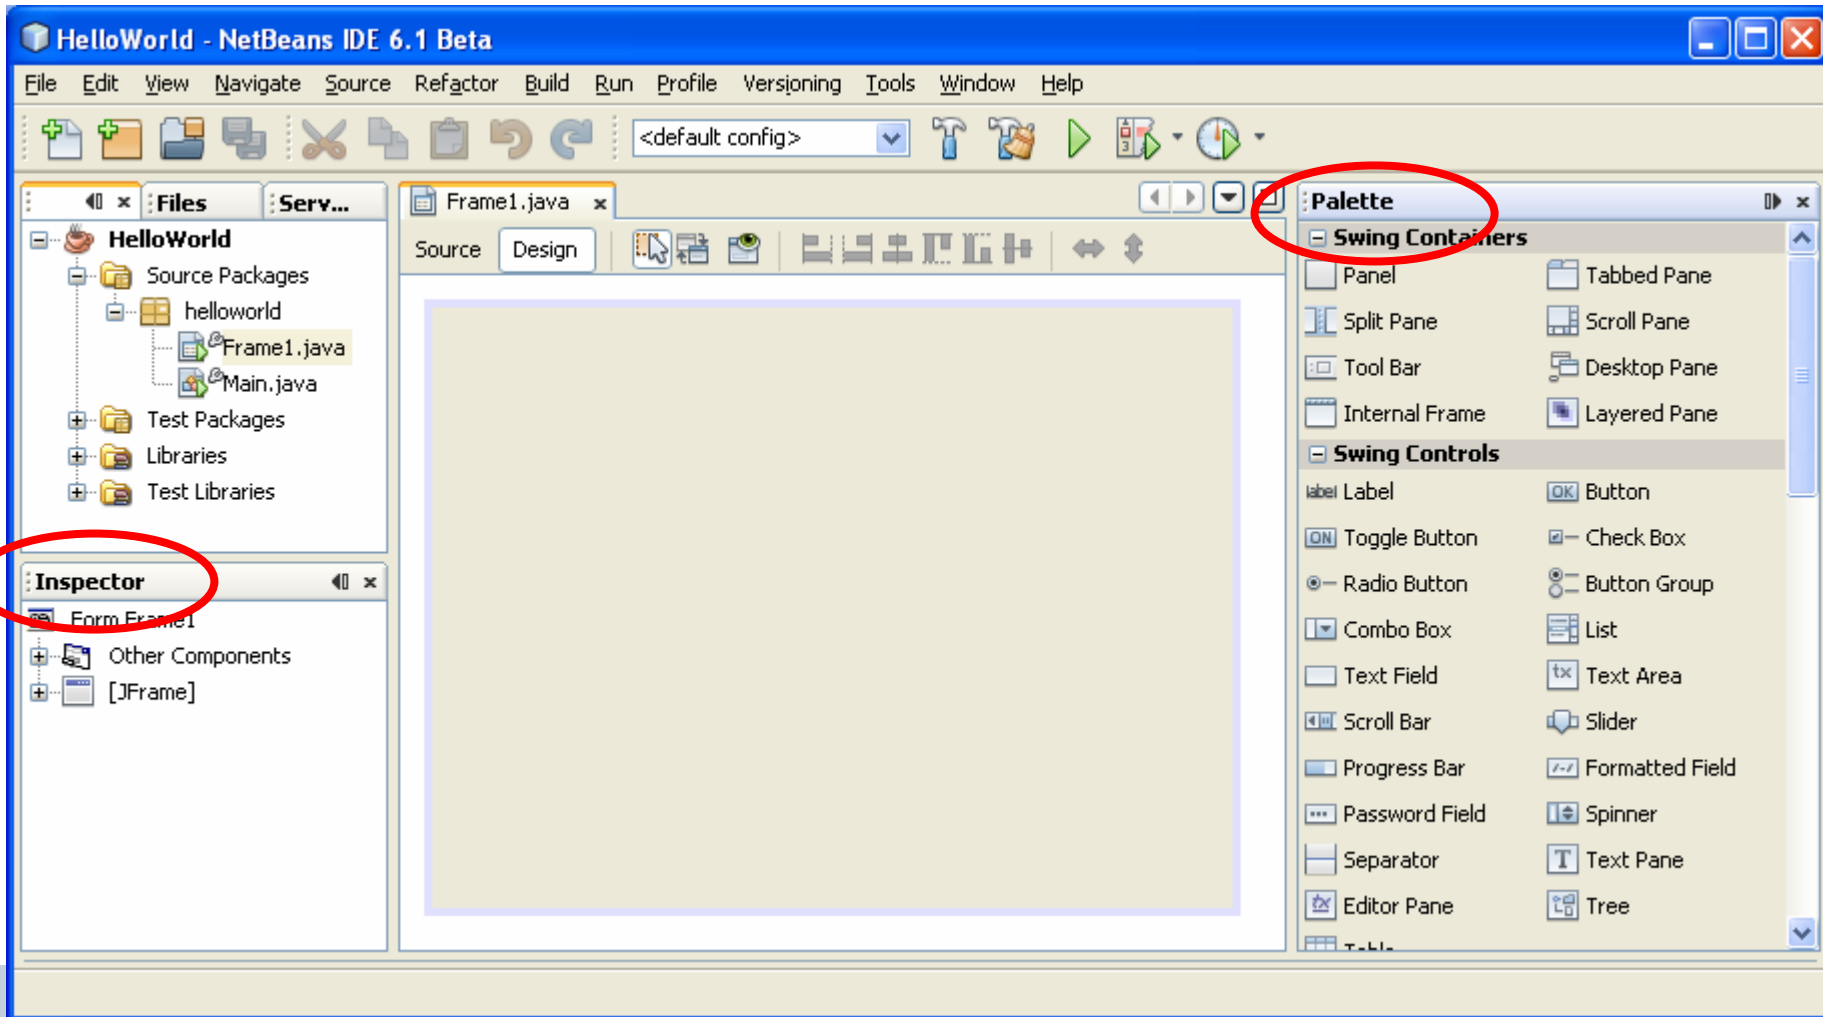 HelloWorld - NetBeans IDE 6.1 Beta
File Edit View Navigate Source Refactor Build Run Profile Versioning Tools Window Help
<default config>
Files Serv...
HelloWorld
Source Packages
helloworld
Frame1.java
Main.java
Test Packages
Libraries
Test Libraries
Inspector
Form Frame1
Other Components
[JFrame]
Frame1.java
Source Design
Palette
Swing Containers
Panel Tabbed Pane
Split Pane Scroll Pane
Tool Bar Desktop Pane
Internal Frame Layered Pane
Swing Controls
label Label OK Button
ON Toggle Button Check Box
Radio Button Button Group
Combo Box List
Text Field tx Text Area
Scroll Bar Slider
Progress Bar Formatted Field
Password Field Spinner
Separator T Text Pane
Editor Pane Tree
Table